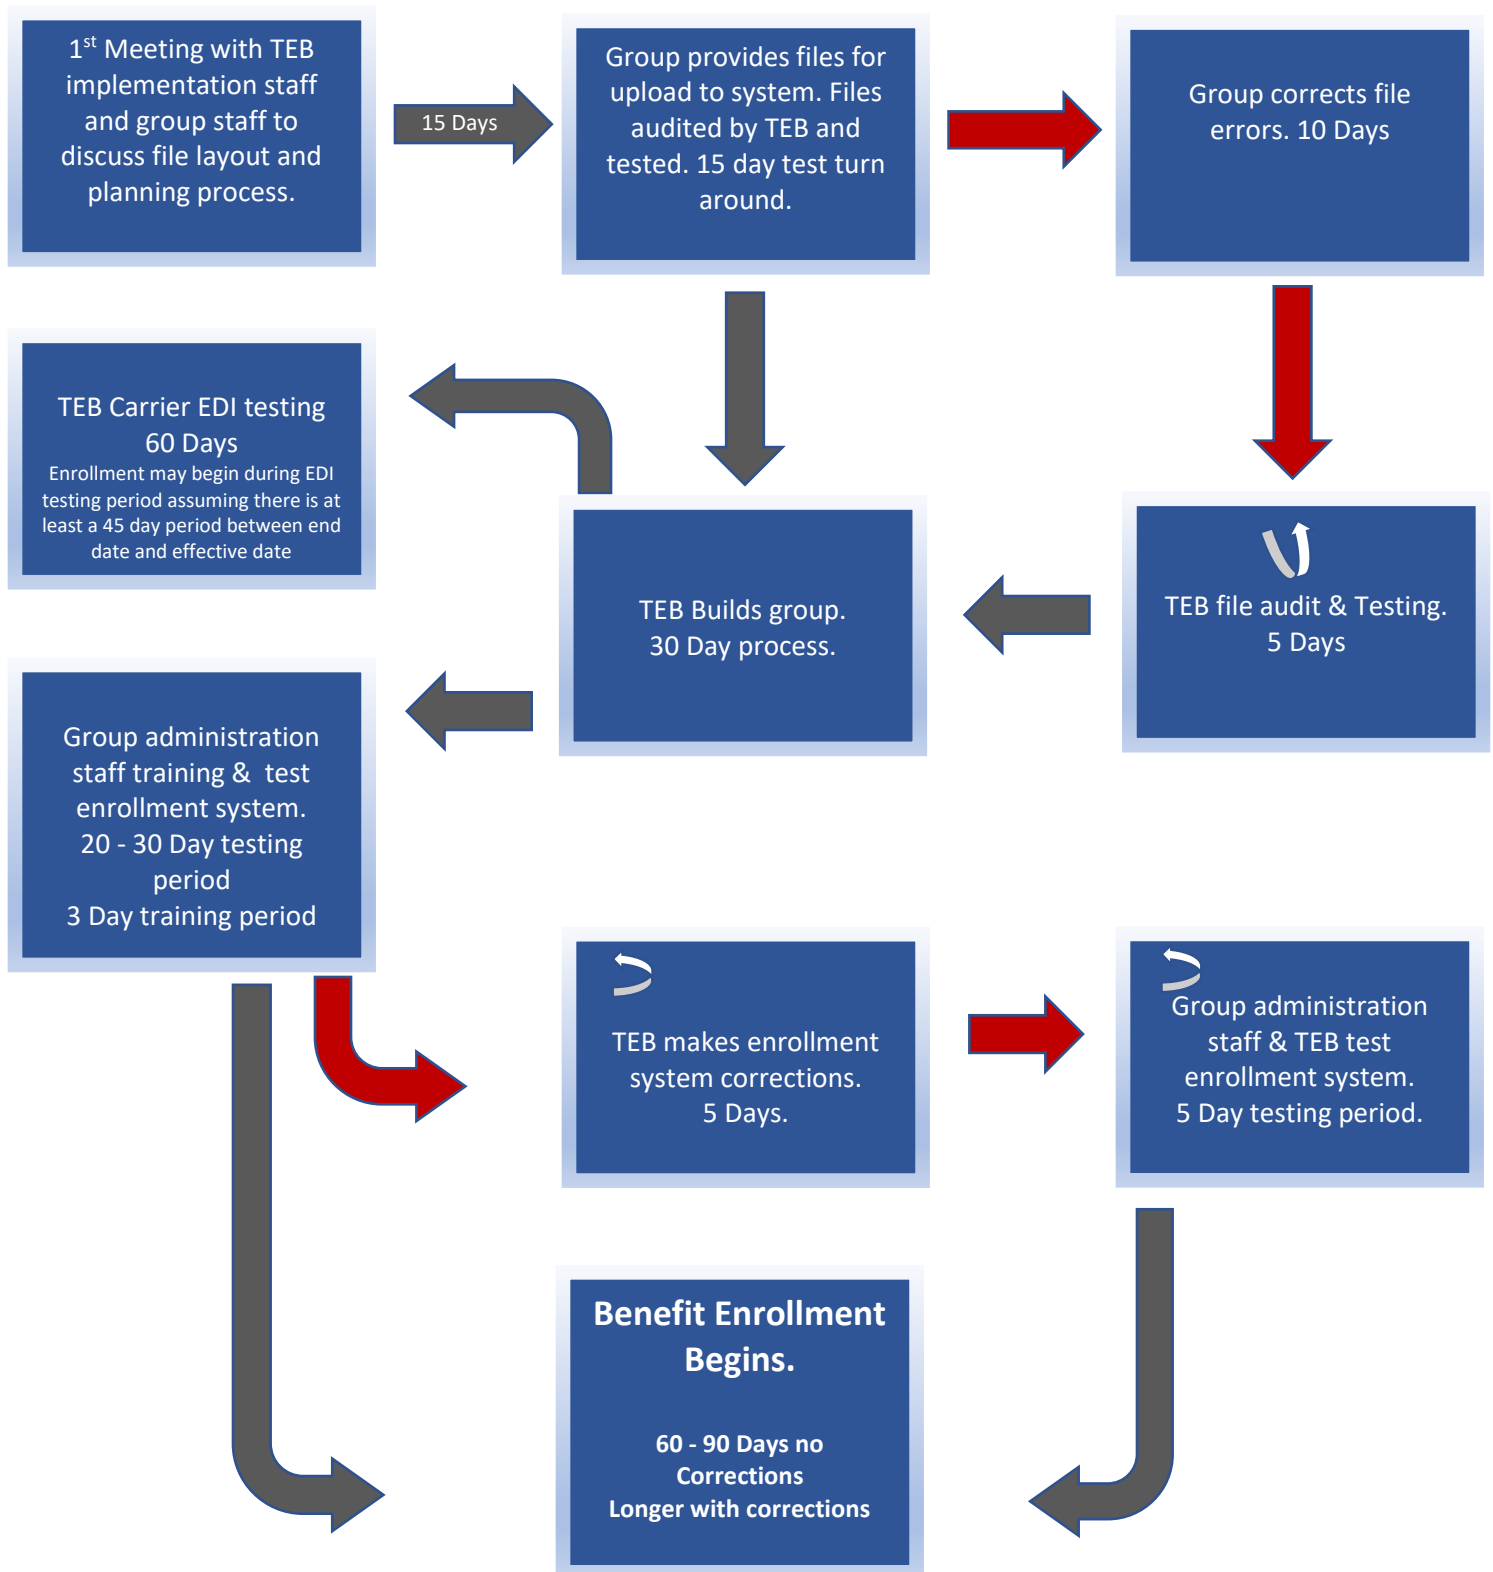 1st Meeting with TEB
implementation staff
and group staff to
discuss file layout and
planning process.
15 Days
Group provides files for
upload to system. Files
audited by TEB and
tested. 15 day test turn
around.
Group corrects file
errors. 10 Days
TEB Carrier EDI testing
60 Days
Enrollment may begin during EDI
testing period assuming there is at
least a 45 day period between end
date and effective date
TEB Builds group.
30 Day process.
TEB file audit & Testing.
5 Days
Group administration
staff training & test
enrollment system.
20 - 30 Day testing
period
3 Day training period
TEB makes enrollment
system corrections.
5 Days.
Group administration
staff & TEB test
enrollment system.
5 Day testing period.
Benefit Enrollment
Begins.
60 - 90 Days no
Corrections
Longer with corrections